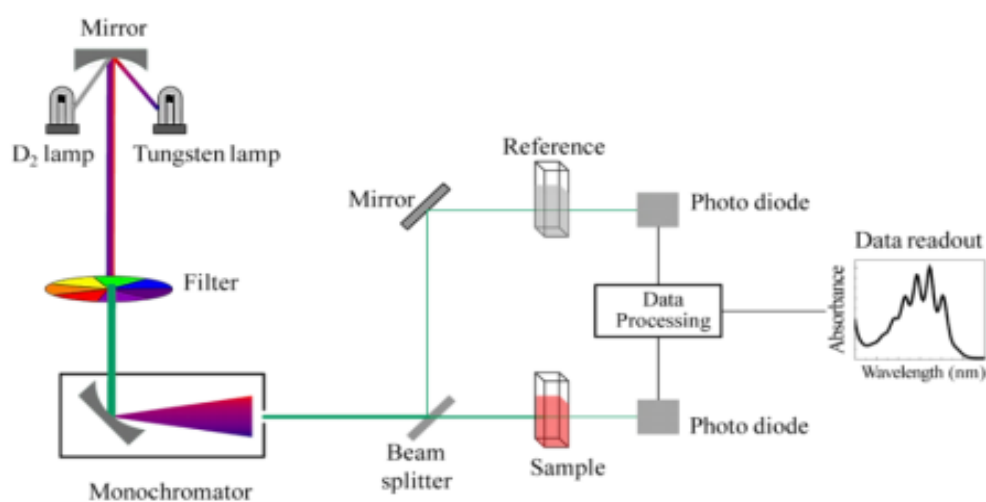 Mirror
D₂ lamp
Tungsten lamp
Filter
Monochromator
Mirror
Beam
splitter
Reference
Sample
Photo diode
Data
Processing
Photo diode
Data readout
Absorbance
Wavelength (nm)